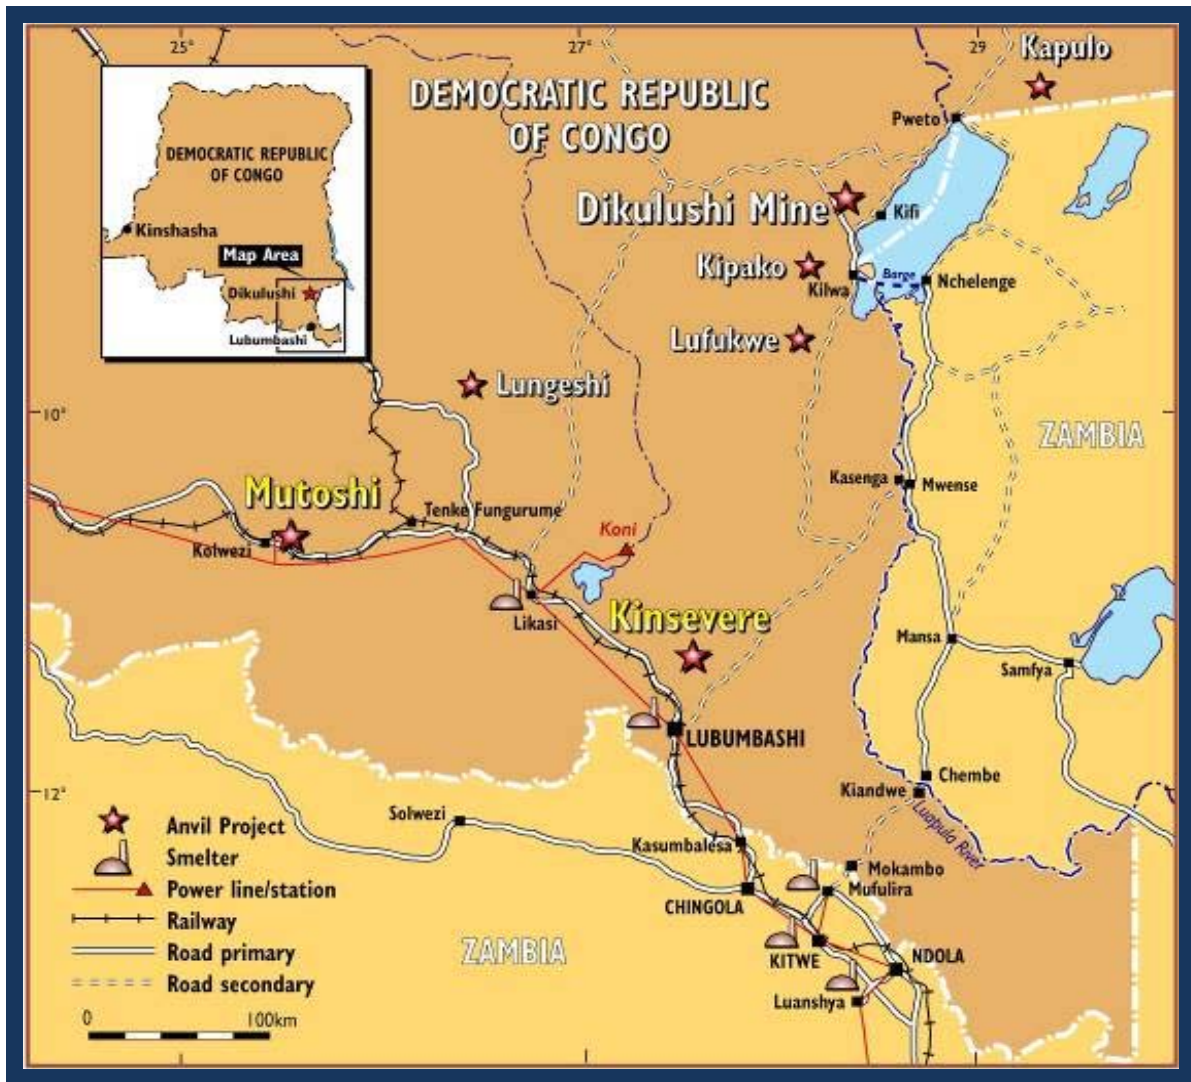 25°
27°
29
Kapulo
DEMOCRATIC REPUBLIC
OF CONGO
Pweto
DEMOCRATIC REPUBLIC
OF CONGO
Kinshasha
Map Area
Dikulushi
Lubumbashi
Dikulushi Mine
Kifi
Kipako
Kilwa
Barge
Nchelenge
Lufukwe
Lungeshi
10°
ZAMBIA
Kasenga
Mwense
Mutoshi
Tenke Fungurume
Kolwezi
Koni
Likasi
Kinsevere
Mansa
Samfya
LUBUMBASHI
12°
Chembe
Kiandwe
Luapulo River
Solwezi
Kasumbalesa
Mokambo
Mufulira
CHINGOLA
KITWE
NDOLA
Luanshya
ZAMBIA
Anvil Project
Smelter
Power line/station
Railway
Road primary
Road secondary
0 100km